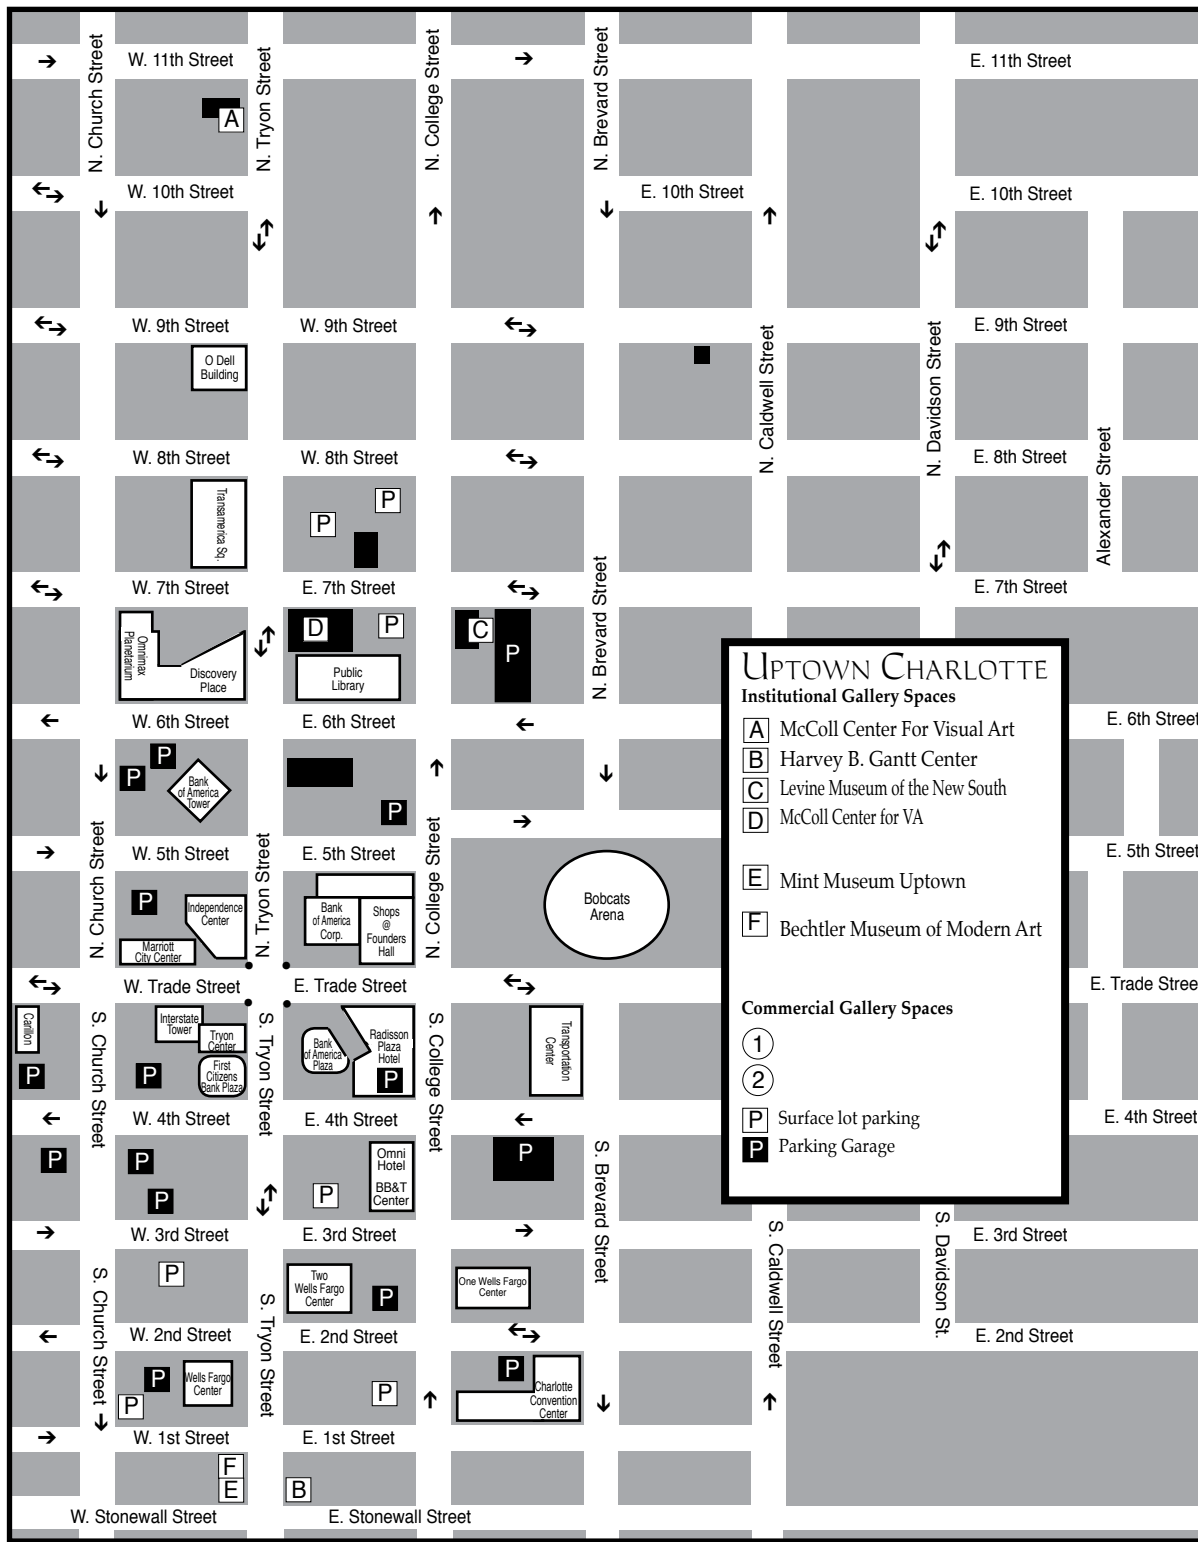 W. 11th Street
E. 11th Street
N. Church Street
N. Tryon Street
N. College Street
N. Brevard Street
A
W. 10th Street
E. 10th Street
E. 10th Street
W. 9th Street
W. 9th Street
E. 9th Street
O Dell
Building
N. Caldwell Street
N. Davidson Street
W. 8th Street
W. 8th Street
E. 8th Street
Alexander Street
Transamerica Sq.
P
P
W. 7th Street
E. 7th Street
E. 7th Street
N. Brevard Street
Omnimax
Planetarium
Discovery
Place
D
P
Public
Library
C
P
W. 6th Street
E. 6th Street
E. 6th Street
P
P
Bank
of America
Tower
P
N. Church Street
N. Tryon Street
N. College Street
W. 5th Street
E. 5th Street
E. 5th Street
P
Independence
Center
Marriott
City Center
Bank
of America
Corp.
Shops
@
Founders
Hall
Bobcats
Arena
W. Trade Street
E. Trade Street
E. Trade Stree
UPTOWN CHARLOTTE
Institutional Gallery Spaces
A McColl Center For Visual Art
B Harvey B. Gantt Center
C Levine Museum of the New South
D McColl Center for VA
E Mint Museum Uptown
F Bechtler Museum of Modern Art
Commercial Gallery Spaces
1
2
P Surface lot parking
P Parking Garage
Carillon
P
S. Church Street
Interstate
Tower
Tryon
Center
First
Citizens
Bank Plaza
P
S. Tryon Street
Bank
of America
Plaza
Radisson
Plaza
Hotel
P
S. College Street
Transportation
Center
W. 4th Street
E. 4th Street
E. 4th Street
P
P
P
P
Omni
Hotel
BB&T
Center
P
S. Brevard Street
W. 3rd Street
E. 3rd Street
E. 3rd Street
S. Caldwell Street
S. Davidson St.
S. Church Street
P
S. Tryon Street
Two
Wells Fargo
Center
P
One Wells Fargo
Center
W. 2nd Street
E. 2nd Street
E. 2nd Street
P
P
Wells Fargo
Center
P
P
Charlotte
Convention
Center
W. 1st Street
E. 1st Street
F
E
B
W. Stonewall Street
E. Stonewall Street